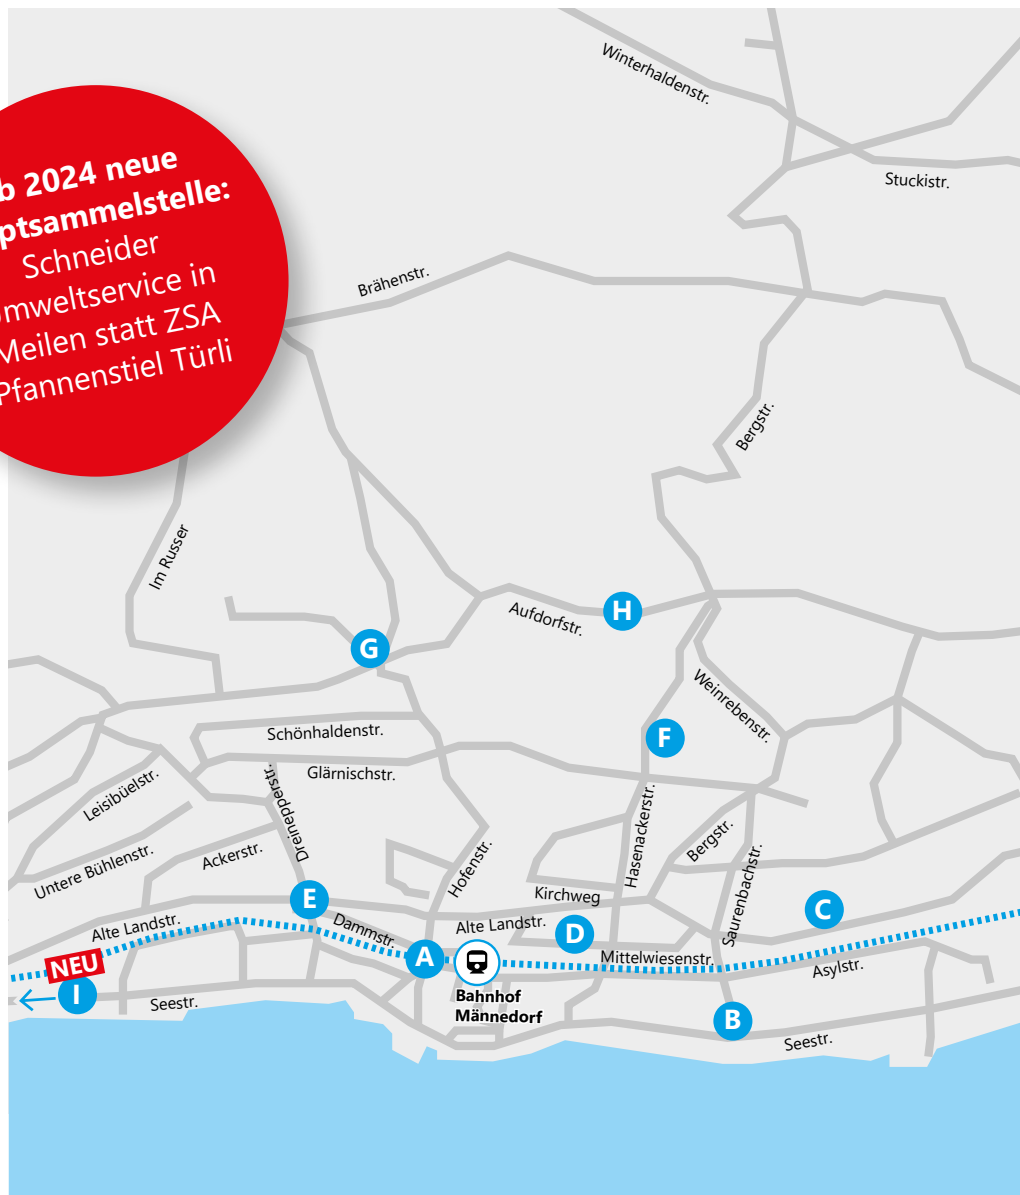 Winterhaldenstr.
b 2024 neue
ptsammelstelle:
Schneider
mweltservice in
Meilen statt ZSA
Pfannenstiel Türli
Stuckistr.
Brähenstr.
Bergstr.
Im Russer
Aufdorfstr.
H
G
Weinrebenstr.
F
Schönhaldenstr.
Glärnischstr.
Leisibüelstr.
Dreinepperstr.
Hasenackerstr.
Bergstr.
Ackerstr.
Untere Bühlenstr.
Hofenstr.
Saurenbachstr.
Kirchweg
E
C
Alte Landstr.
Dammstr.
Alte Landstr.
D
A
Mittelwiesenstr.
NEU
Asylstr.
I
Seestr.
Bahnhof
Männedorf
B
Seestr.